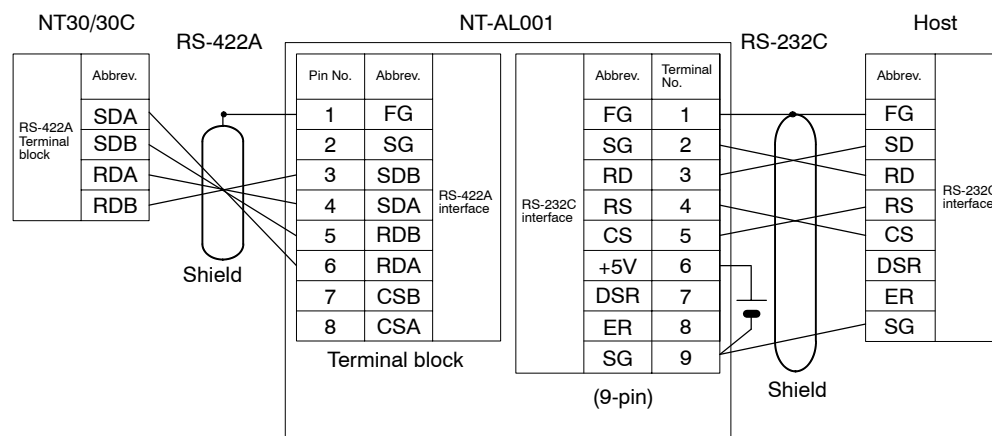 NT30/30C
NT-AL001
Host
RS-422A
RS-232C
Abbrev.
RS-422A
Terminal
block
SDA
SDB
RDA
RDB
Shield
Pin No. Abbrev.
1 FG
2 SG
3 SDB
4 SDA
5 RDB
6 RDA
7 CSB
8 CSA
RS-422A
interface
Terminal block
RS-232C
interface
Abbrev. Terminal
No.
FG 1
SG 2
RD 3
RS 4
CS 5
+5V 6
DSR 7
ER 8
SG 9
(9-pin)
Shield
Abbrev.
FG
SD
RD
RS
CS
DSR
ER
SG
RS-232C
interface